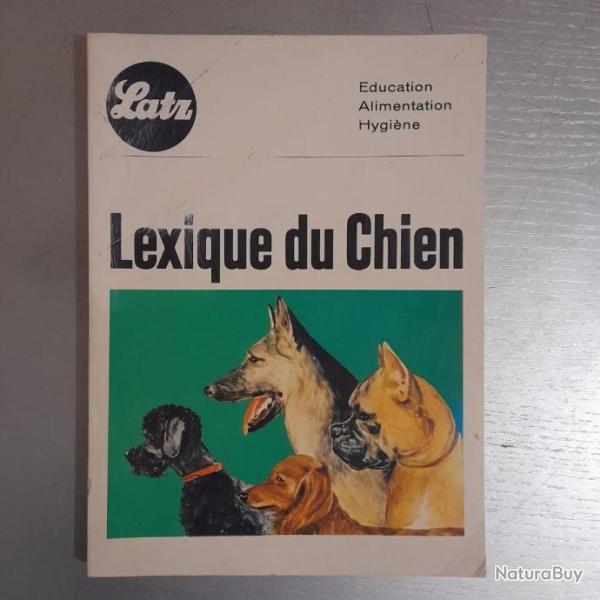 Latz
Education
Alimentation
Hygiène
Lexique du Chien
NaturaBuy